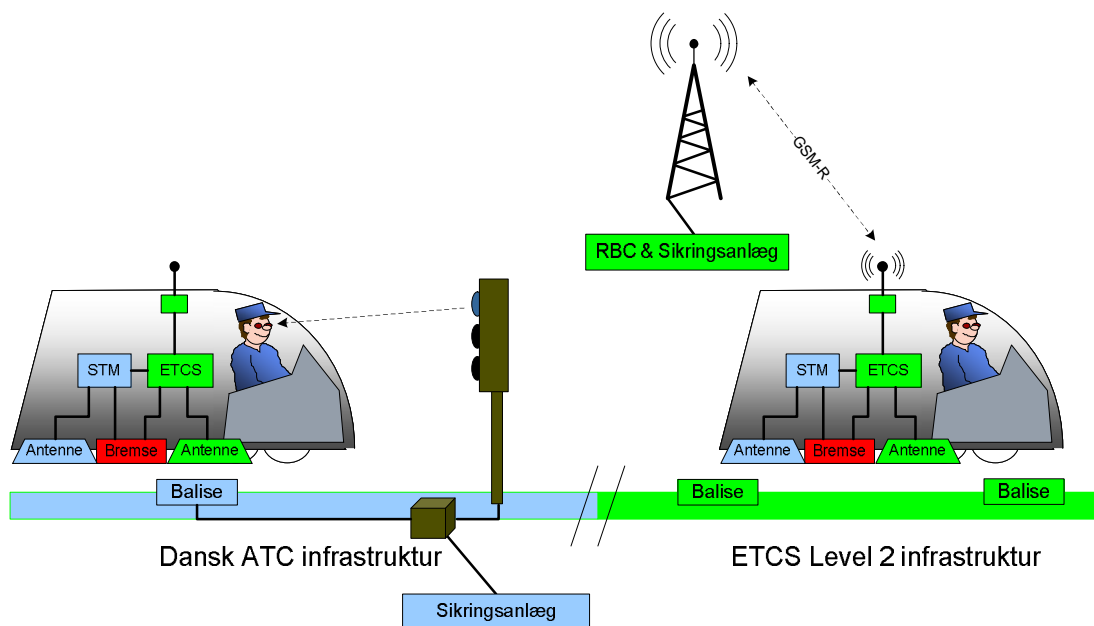 GSM-R
RBC & Sikringsanlæg
STM
ETCS
Antenne
Bremse
Antenne
STM
ETCS
Antenne
Bremse
Antenne
Balise
Balise
Balise
Dansk ATC infrastruktur
ETCS Level 2 infrastruktur
Sikringsanlæg